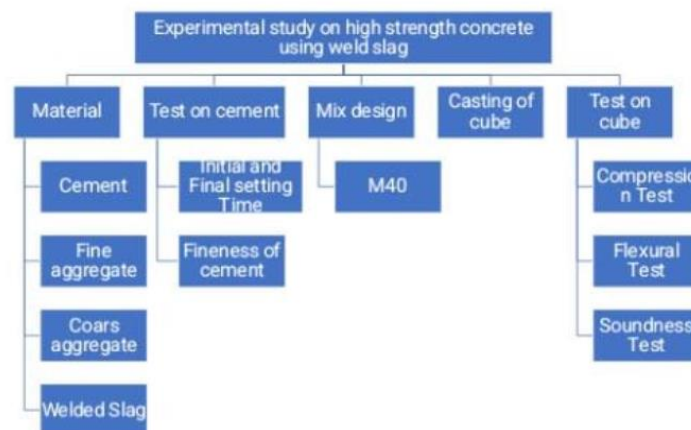 Experimental study on high strength concrete
using weld slag
Material
Test on cement
Mix design
Casting of
cube
Test on
cube
Cement
Initial and
Final setting
Time
M40
Compressio
n Test
Fine
aggregate
Fineness of
cement
Flexural
Test
Coars
aggregate
Soundness
Test
Welded Slag